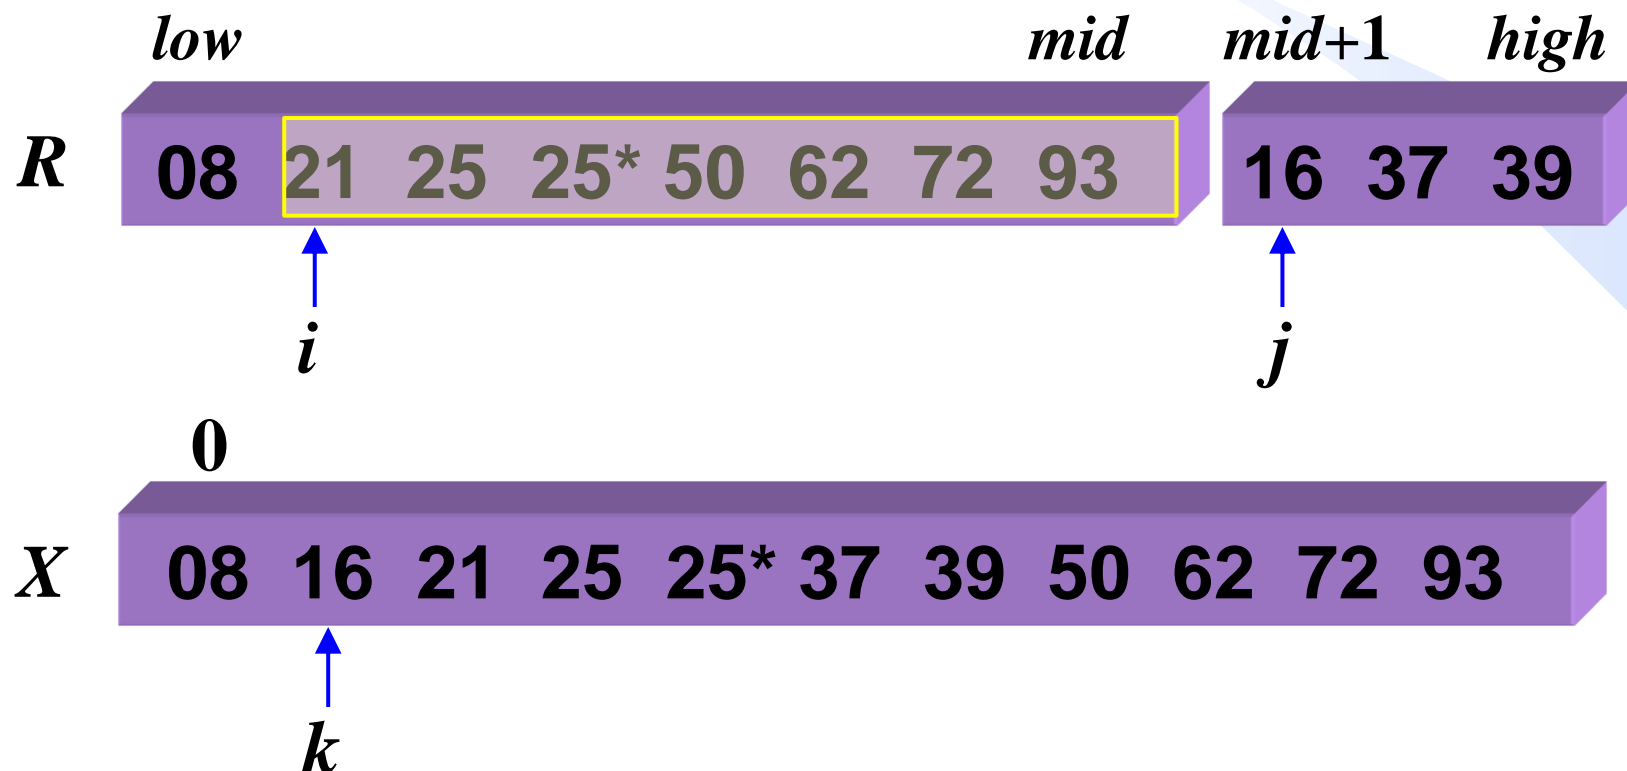 low mid mid+1 high
R 08 21 25 25* 50 62 72 93 16 37 39
i j
0
X 08 16 21 25 25* 37 39 50 62 72 93
k